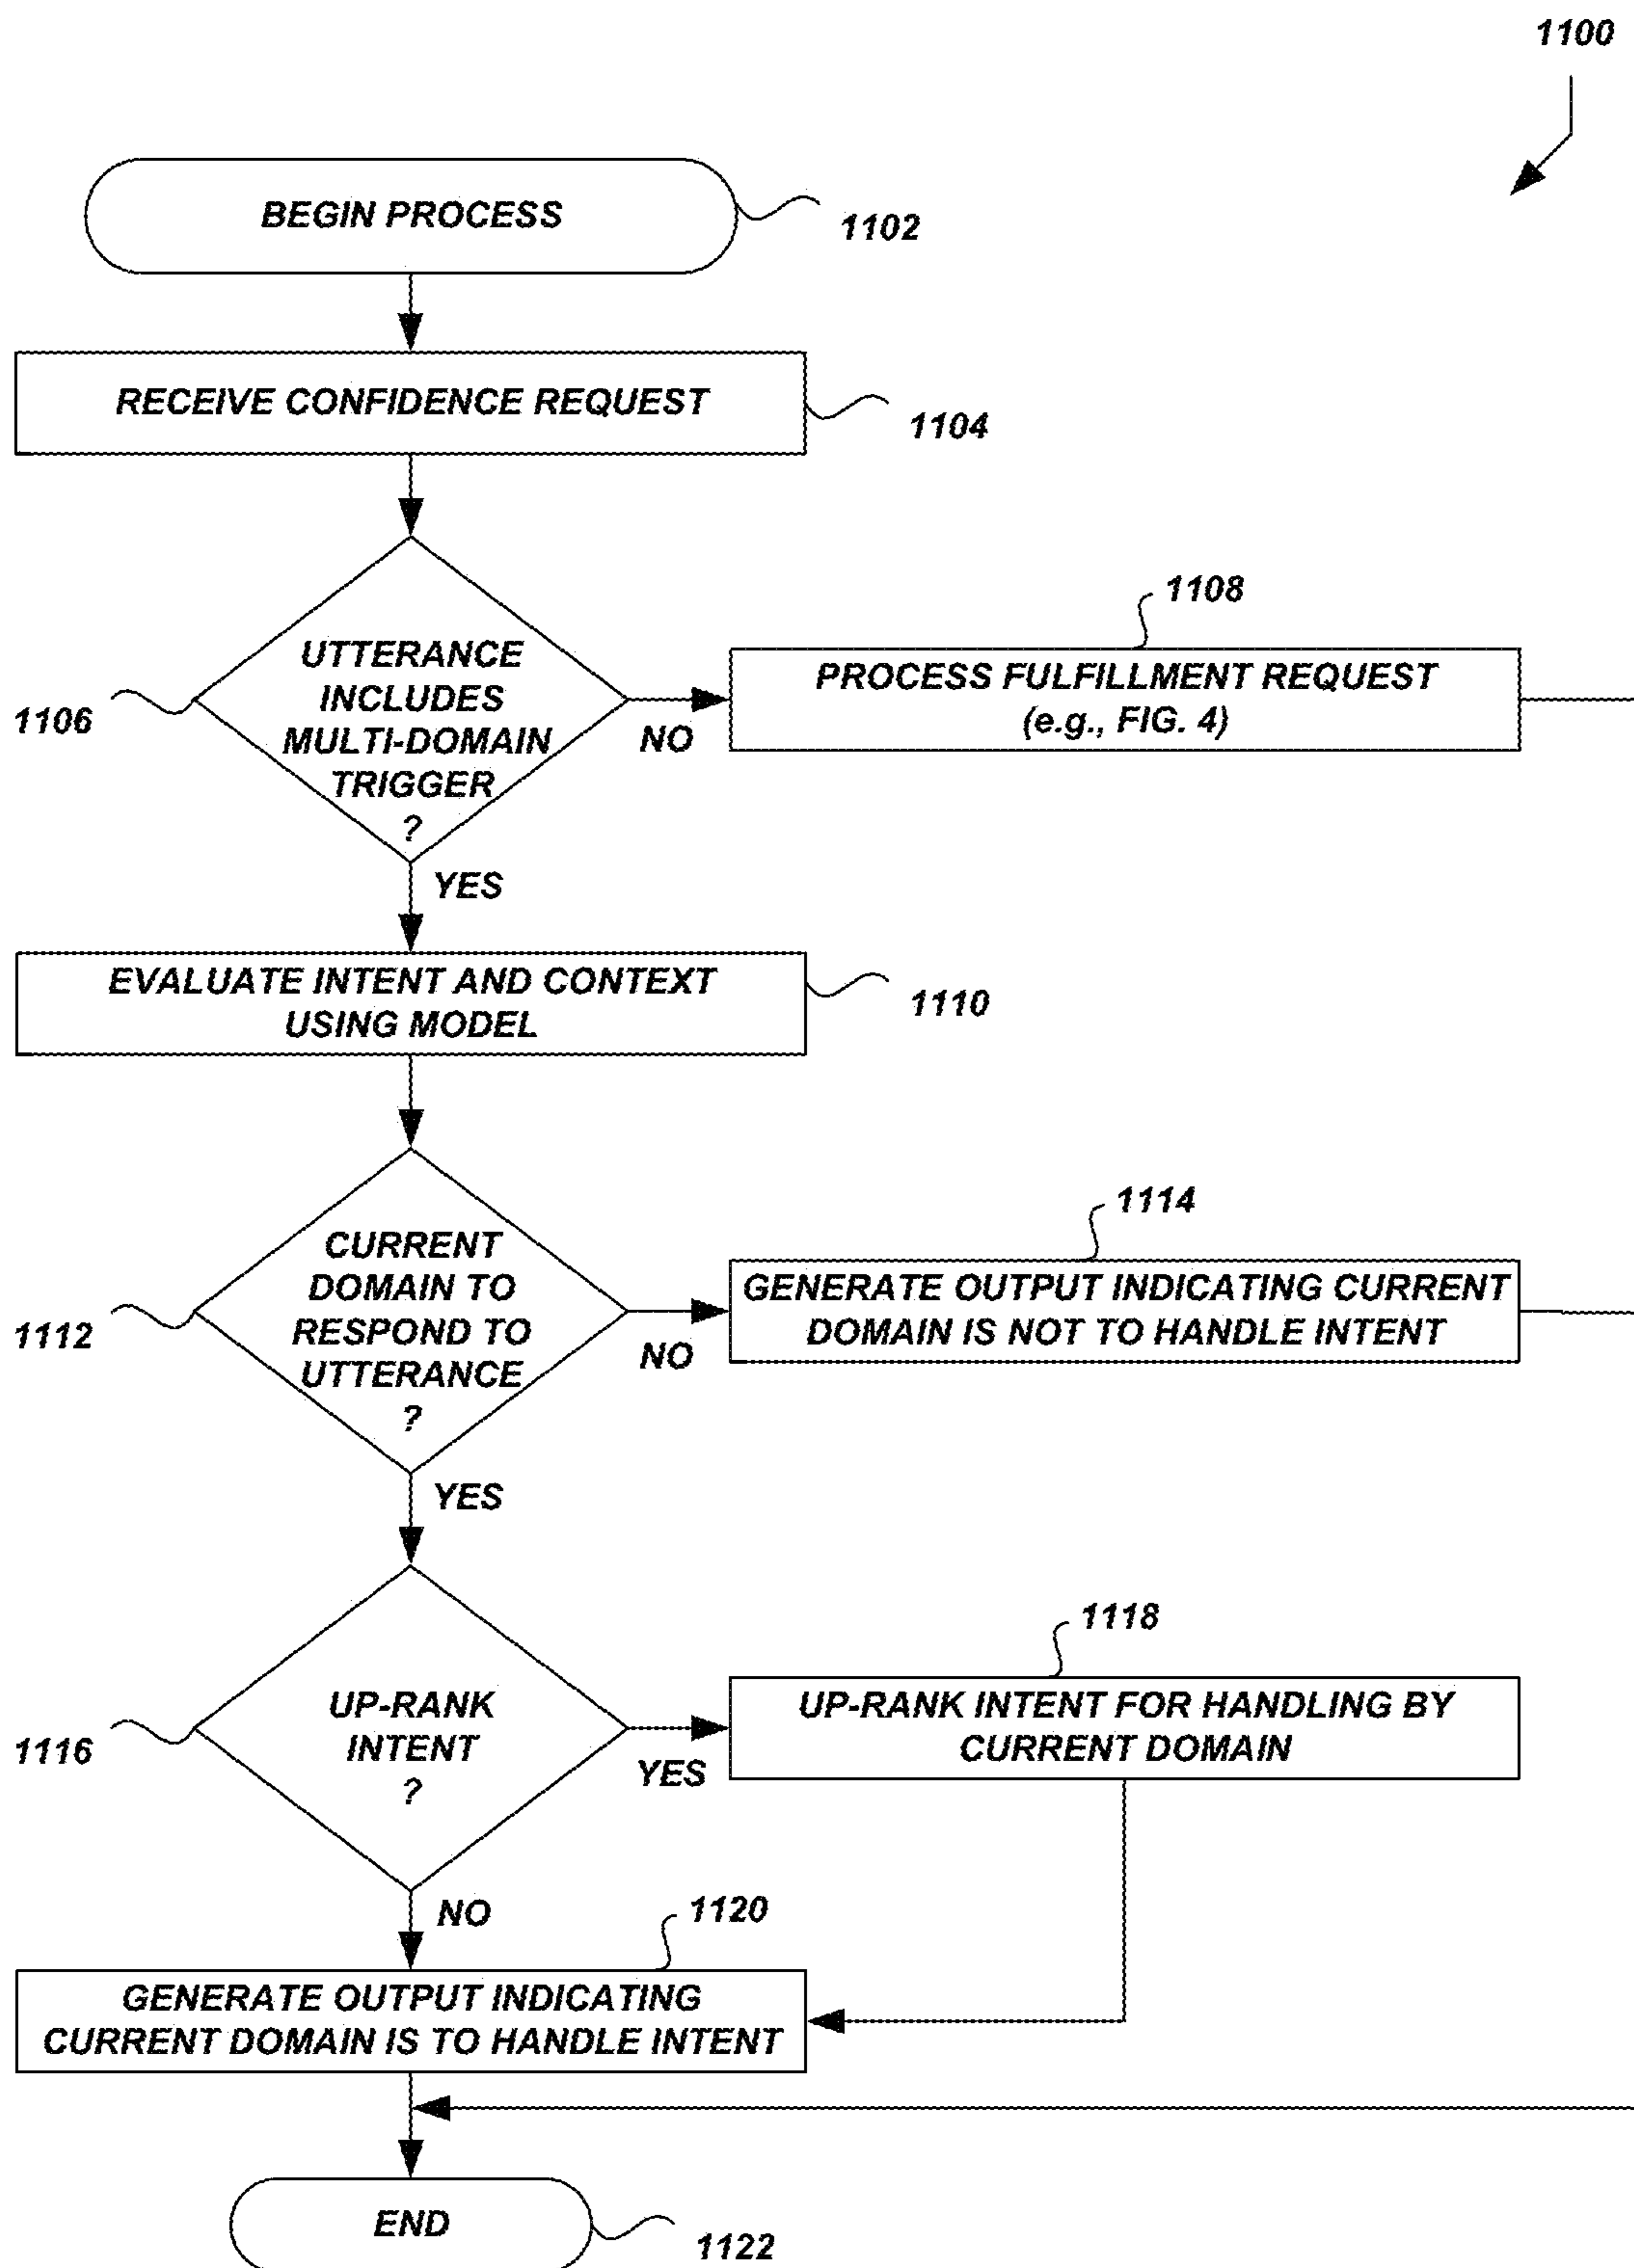 1100
BEGIN PROCESS
1102
RECEIVE CONFIDENCE REQUEST
1104
UTTERANCE
INCLUDES
MULTI-DOMAIN
TRIGGER
?
1106
NO
1108
PROCESS FULFILLMENT REQUEST
(e.g., FIG. 4)
YES
EVALUATE INTENT AND CONTEXT
USING MODEL
1110
CURRENT
DOMAIN TO
RESPOND TO
UTTERANCE
?
1112
NO
1114
GENERATE OUTPUT INDICATING CURRENT
DOMAIN IS NOT TO HANDLE INTENT
YES
UP-RANK
INTENT
?
1116
YES
1118
UP-RANK INTENT FOR HANDLING BY
CURRENT DOMAIN
NO
1120
GENERATE OUTPUT INDICATING
CURRENT DOMAIN IS TO HANDLE INTENT
END
1122